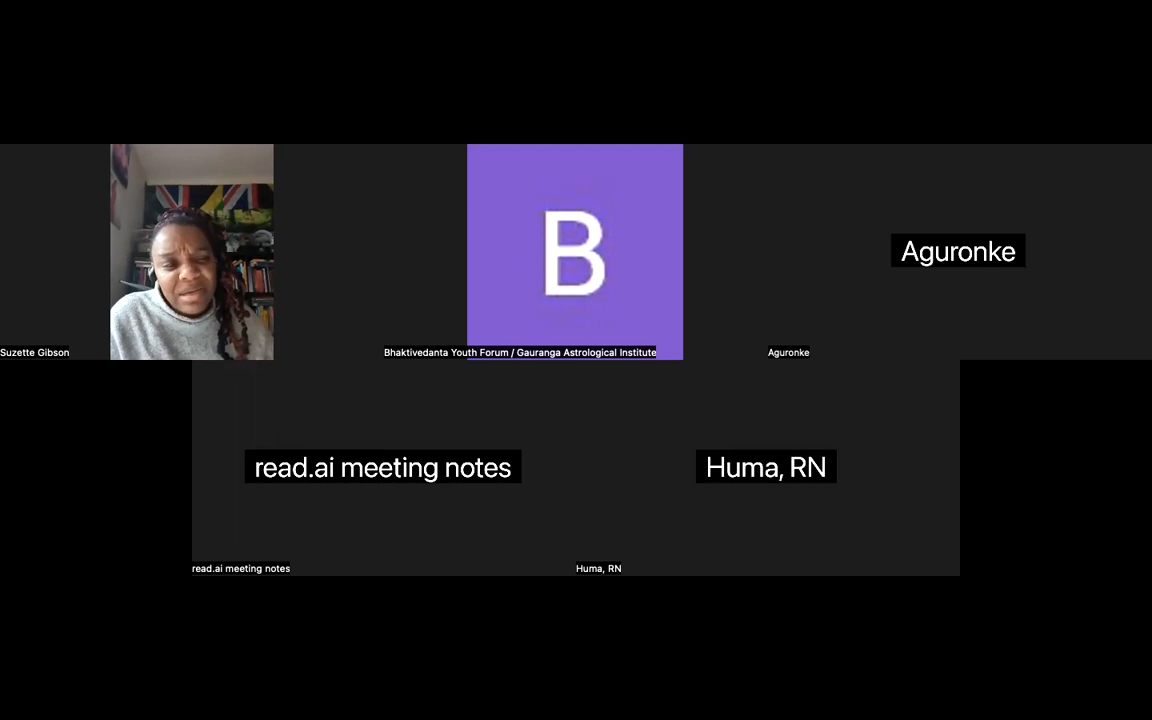 B
Aguronke
Suzette Gibson
Bhaktivedanta Youth Forum / Gauranga Astrological Institute
Aguronke
read.ai meeting notes
Huma, RN
read.ai meeting notes
Huma, RN